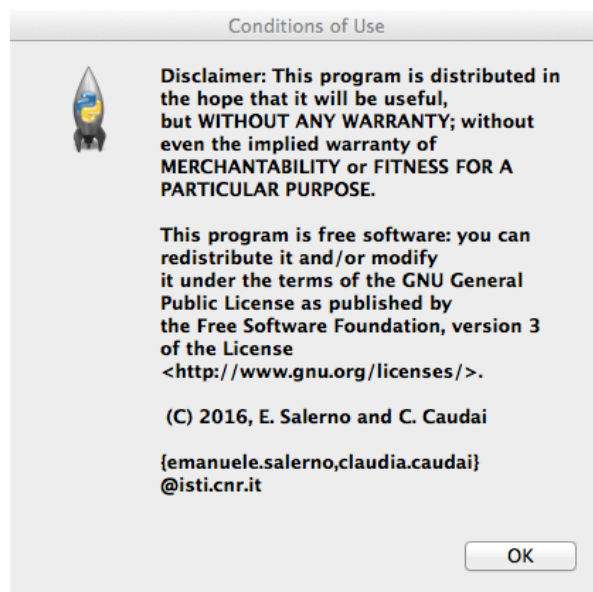 Conditions of Use
Disclaimer: This program is distributed in
the hope that it will be useful,
but WITHOUT ANY WARRANTY; without
even the implied warranty of
MERCHANTABILITY or FITNESS FOR A
PARTICULAR PURPOSE.
This program is free software: you can
redistribute it and/or modify
it under the terms of the GNU General
Public License as published by
the Free Software Foundation, version 3
of the License
<http://www.gnu.org/licenses/>.
(C) 2016, E. Salerno and C. Caudai
{emanuele.salerno,claudia.caudai}
@isti.cnr.it
OK